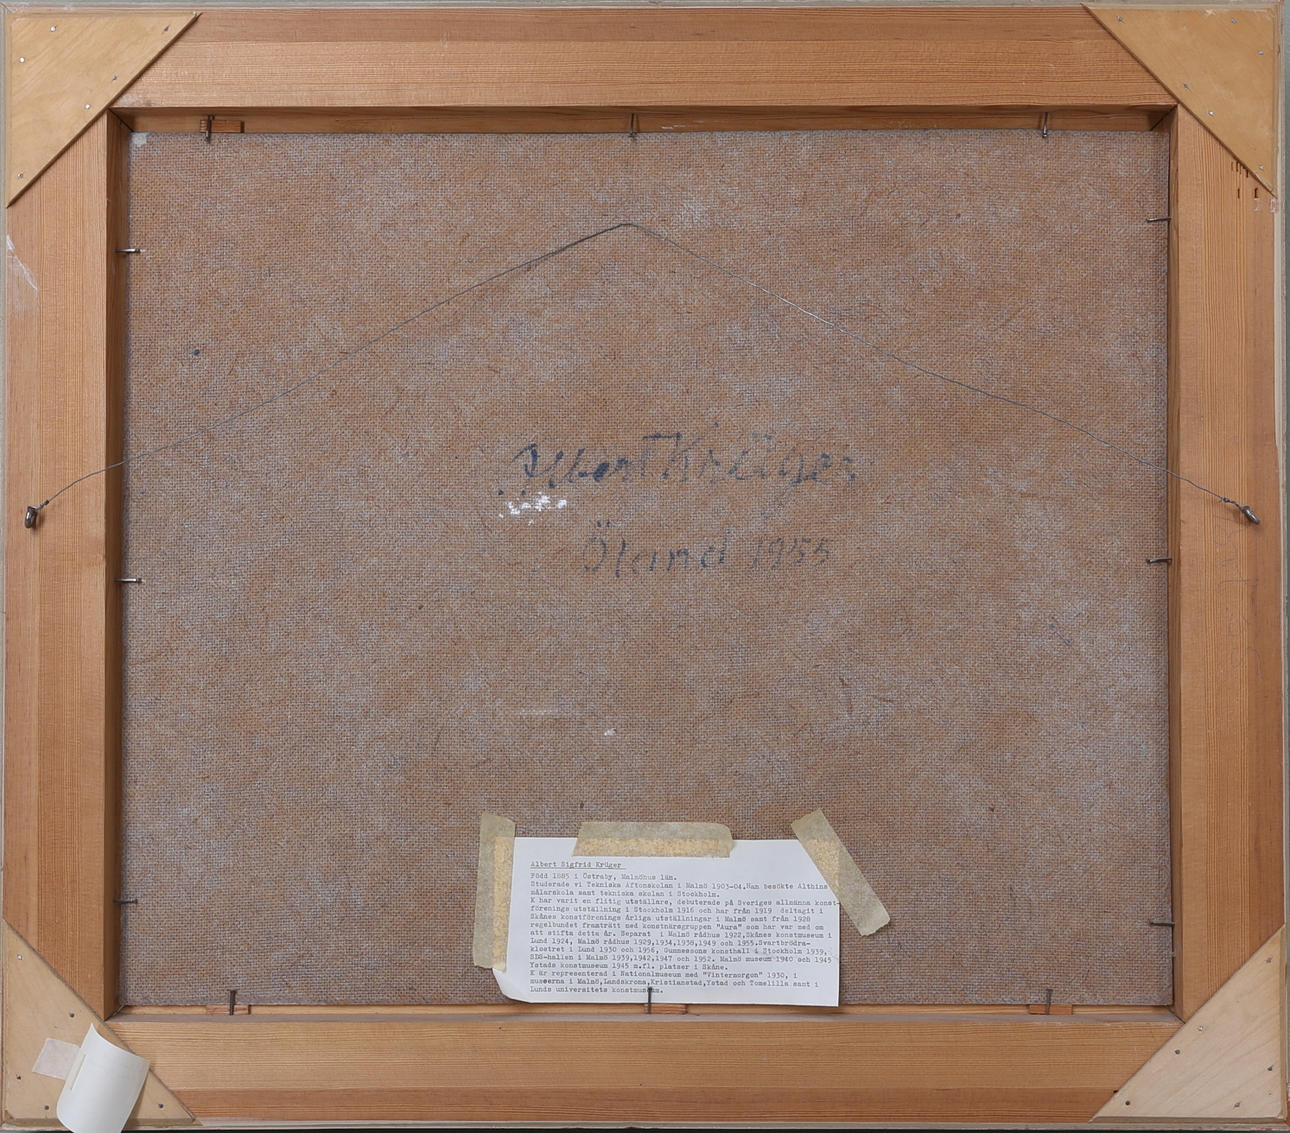 Albert Krüger
Öland 1955
Albert Sigfrid Krüger
Född 1885 i Östraby, Malmöhus län.
Studerade vi Tekniska Aftonskolan i Malmö 1903-04.Han besökte Althins
målarskola samt tekniska skolan i Stockholm.
K har varit en flitig utställare, debuterade på Sveriges allmänna konst-
förenings utställning i Stockholm 1916 och har från 1919 deltagit i
Skånes konstförenings årliga utställningar i Malmö samt från 1928
regelbundet framträtt med konstnärsgruppen "Aura" som har var med om
att stifta detta år. Separat i Malmö rådhus 1922,Skånes konstmuseum i
Lund 1924, Malmö rådhus 1929,1934,1938,1949 och 1955.Svartbrödra-
klostret i Lund 1930 och 1956, Gummesons konsthall i Stockholm 1939,
SDS-hallen i Malmö 1939,1942,1947 och 1952. Malmö museum 1940 och 1945
Ystads konstmuseum 1945 m.fl. platser i Skåne.
K är representerad i Nationalmuseum med "Vintermorgon" 1930, i
museerna i Malmö,Landskrona,Kristianstad,Ystad och Tomelilla samt i
Lunds universitets konstmuseum.